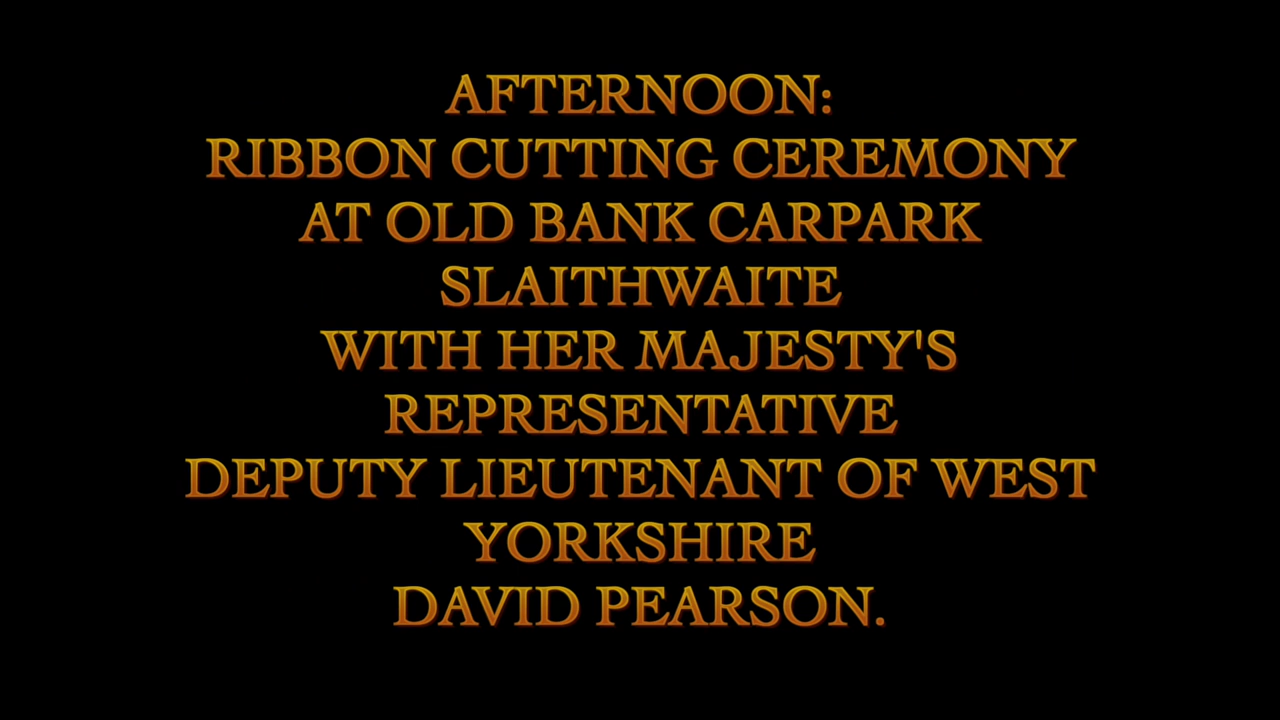 AFTERNOON:
RIBBON CUTTING CEREMONY
AT OLD BANK CARPARK
SLAITHWAITE
WITH HER MAJESTY'S
REPRESENTATIVE
DEPUTY LIEUTENANT OF WEST
YORKSHIRE
DAVID PEARSON.